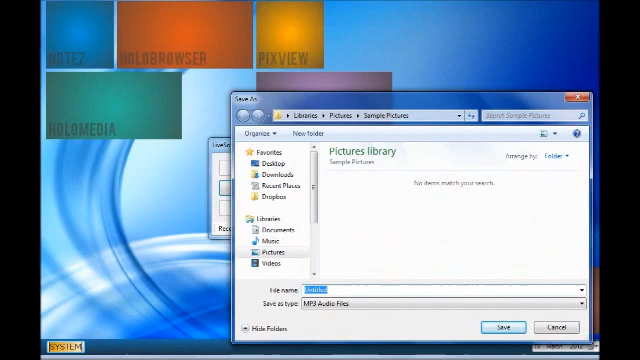 NOTEZ
HOLOBROWSER
PIXVIEW
HOLOMEDIA
Save As
Libraries
Pictures
Sample Pictures
Search Sample Pictures
Organize
New folder
Favorites
Desktop
Downloads
Recent Places
Dropbox
Libraries
Documents
Music
Pictures
Videos
Pictures library
Sample Pictures
Arrange by: Folder
No items match your search.
File name: Untitled
Save as type: MP3 Audio Files
Hide Folders
Save
Cancel
SYSTEM
March 2012